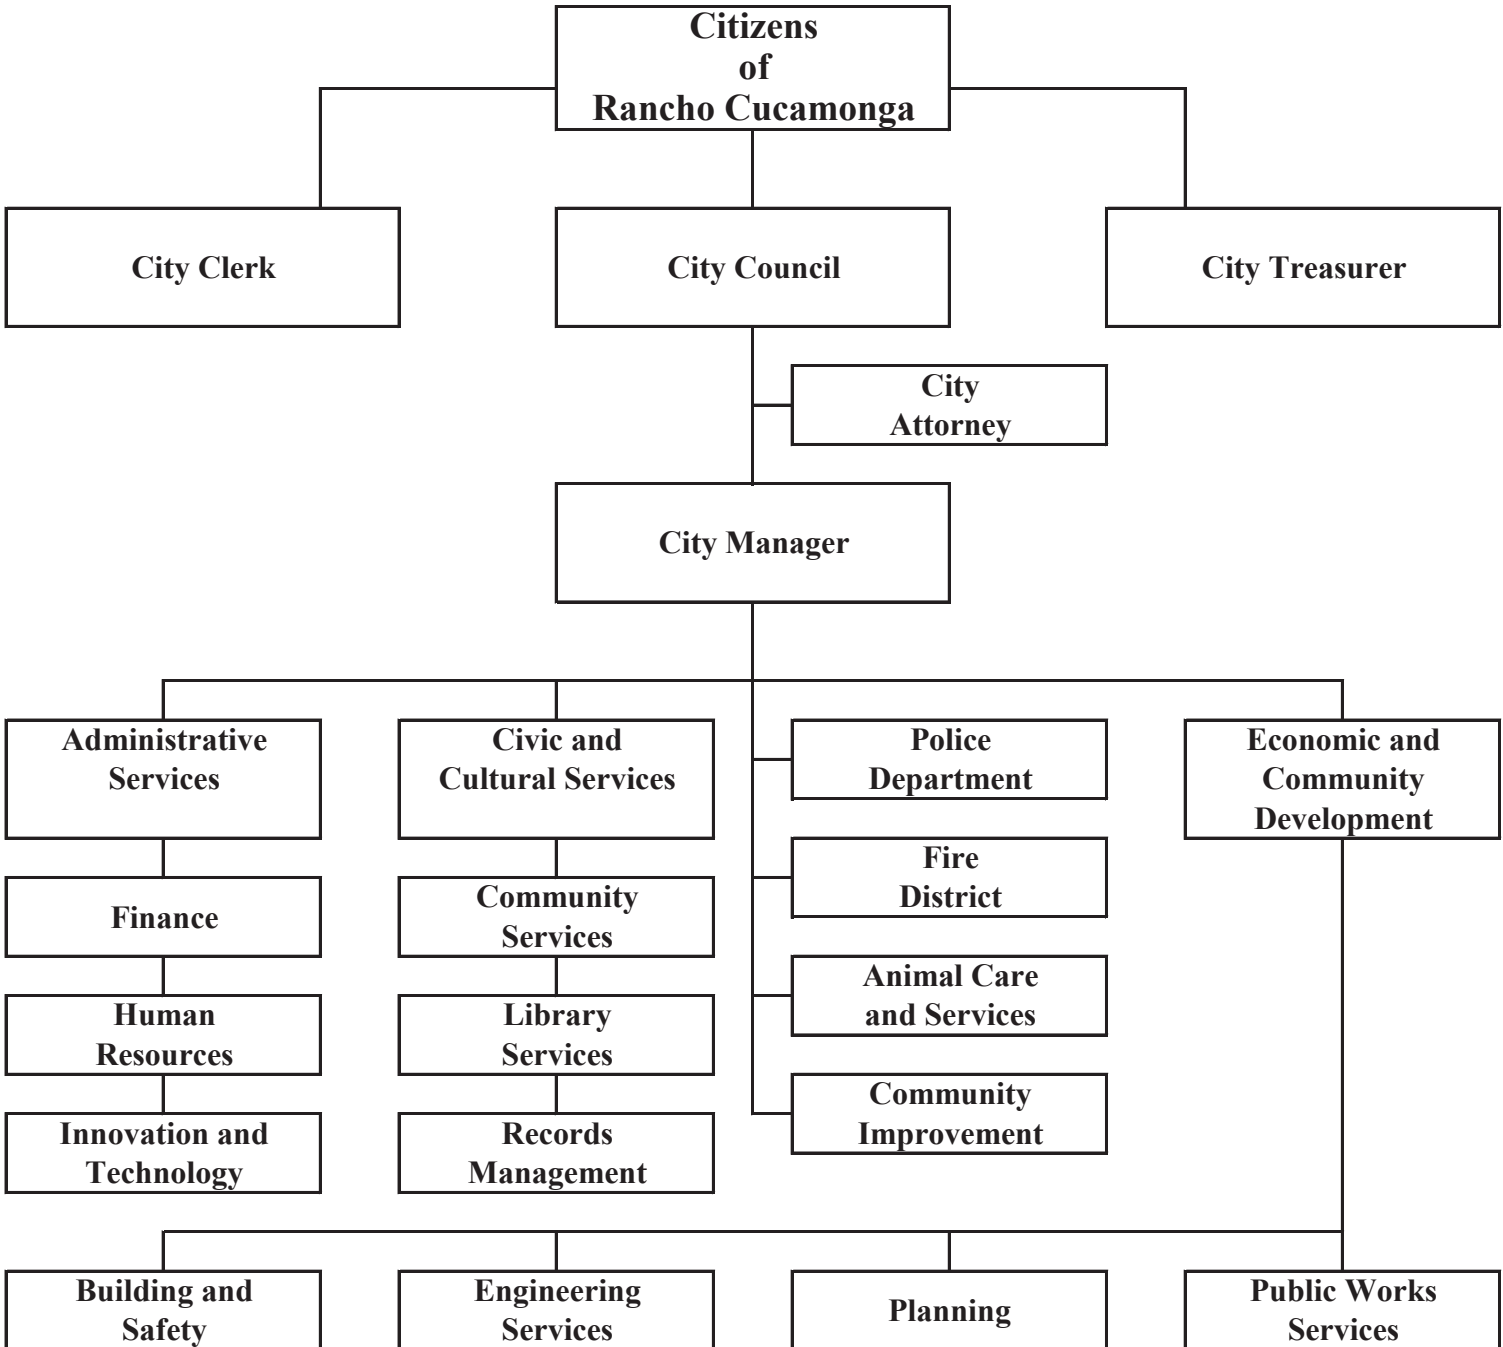 Citizens
of
Rancho Cucamonga
City Clerk
City Council
City Treasurer
City
Attorney
City Manager
Administrative
Services
Civic and
Cultural Services
Police
Department
Economic and
Community
Development
Fire
District
Finance
Community
Services
Animal Care
and Services
Human
Resources
Library
Services
Community
Improvement
Innovation and
Technology
Records
Management
Building and
Safety
Engineering
Services
Planning
Public Works
Services